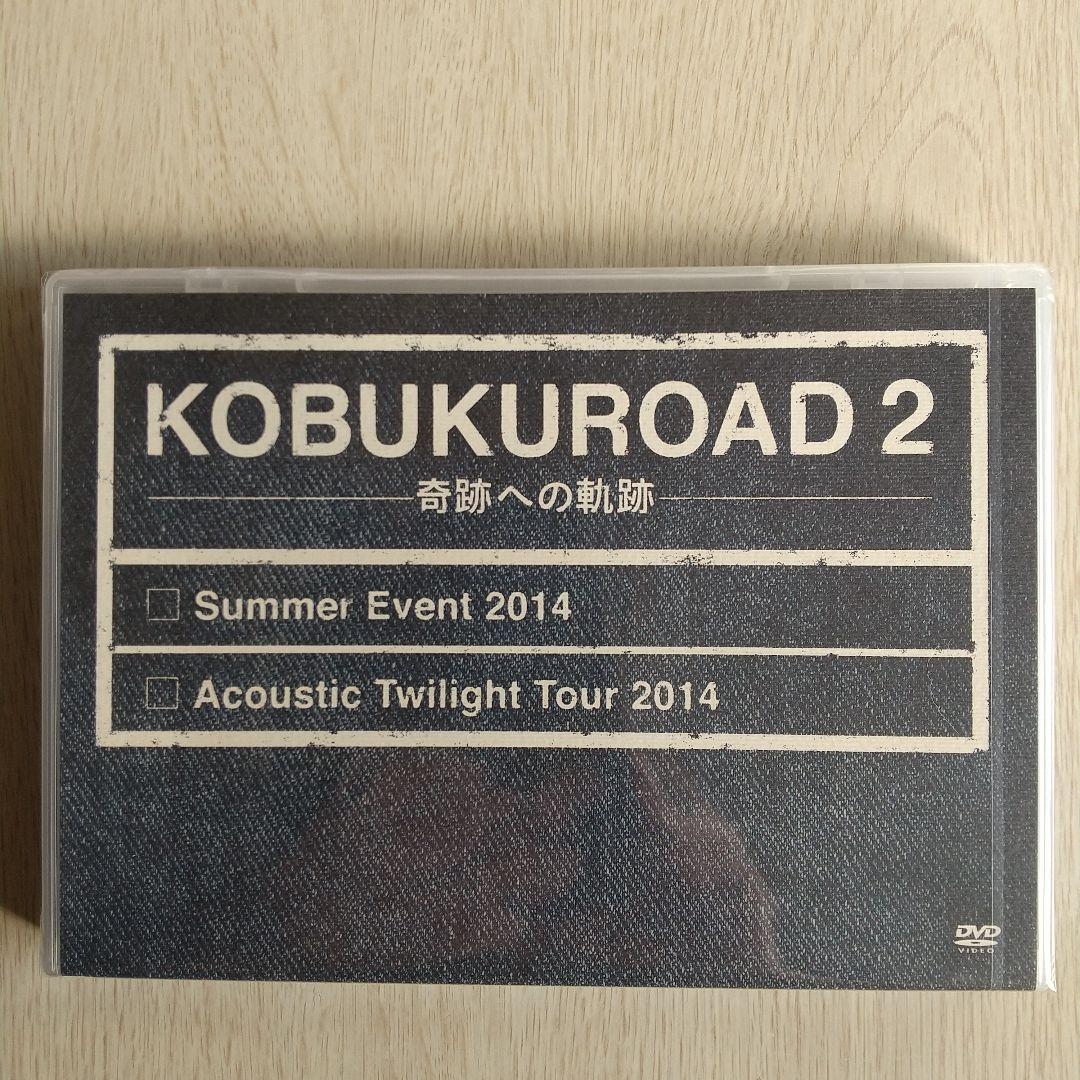 KOBUKUROAD 2
奇跡への軌跡
Summer Event 2014
Acoustic Twilight Tour 2014
DVD
VIDEO